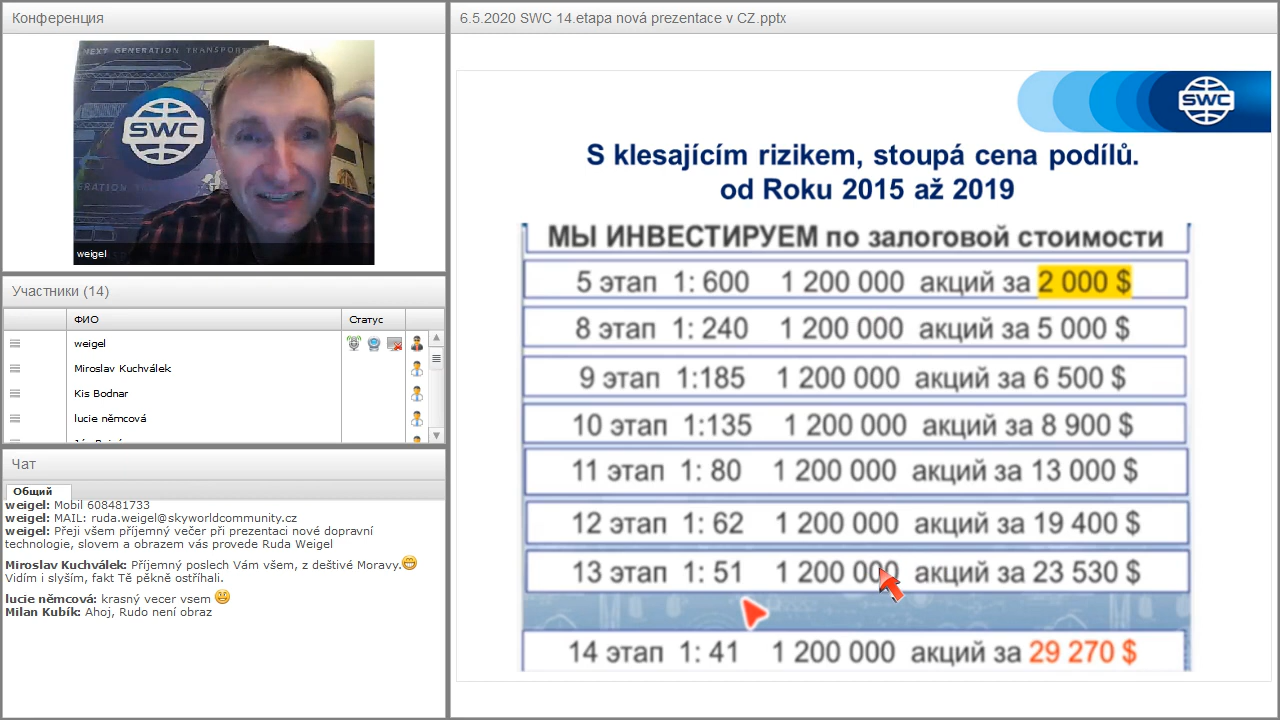 Конференция
NEXT GENERATION TRANSPORT
SWC
weigel
Участники (14)
ФИО
Статус
weigel
Miroslav Kuchválek
Kis Bodnar
lucie němcová
Чат
Общий
weigel: Mobil 608481733
weigel: MAIL: ruda.weigel@skyworldcommunity.cz
weigel: Přeji všem příjemný večer při prezentaci nové dopravní
technologie, slovem a obrazem vás provede Ruda Weigel
Miroslav Kuchválek: Příjemný poslech Vám všem, z deštivé Moravy.
Vidím i slyším, fakt Tě pěkně ostříhali.
lucie němcová: krasný vecer vsem
Milan Kubík: Ahoj, Rudo není obraz
6.5.2020 SWC 14.etapa nová prezentace v CZ.pptx
SWC
S klesajícím rizikem, stoupá cena podílů.
od Roku 2015 až 2019
МЫ ИНВЕСТИРУЕМ по залоговой стоимости
5 этап 1: 600 1 200 000 акций за 2 000 $
8 этап 1: 240 1 200 000 акций за 5 000 $
9 этап 1:185 1 200 000 акций за 6 500 $
10 этап 1:135 1 200 000 акций за 8 900 $
11 этап 1: 80 1 200 000 акций за 13 000 $
12 этап 1: 62 1 200 000 акций за 19 400 $
13 этап 1: 51 1 200 000 акций за 23 530 $
14 этап 1: 41 1 200 000 акций за 29 270 $